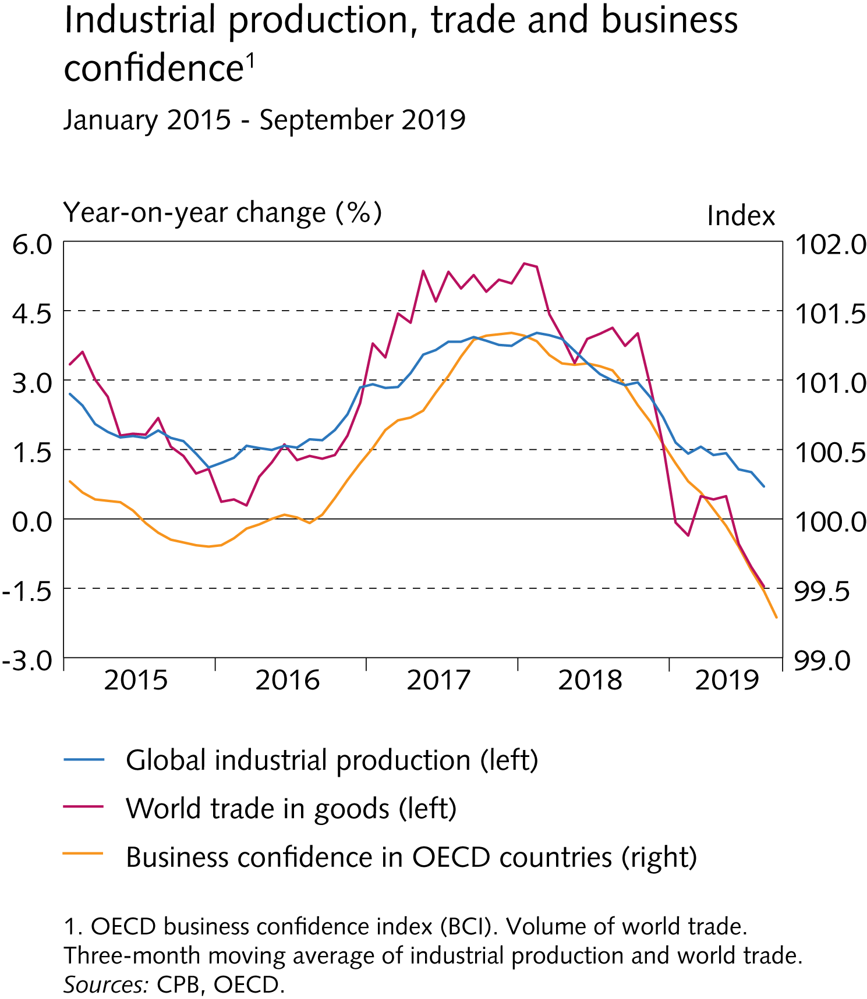 Industrial production, trade and business
confidence¹
January 2015 - September 2019
Year-on-year change (%)
Index
6.0
102.0
4.5
101.5
3.0
101.0
1.5
100.5
0.0
100.0
-1.5
99.5
-3.0
99.0
2015 2016 2017 2018 2019
Global industrial production (left)
World trade in goods (left)
Business confidence in OECD countries (right)
1. OECD business confidence index (BCI). Volume of world trade.
Three-month moving average of industrial production and world trade.
Sources: CPB, OECD.